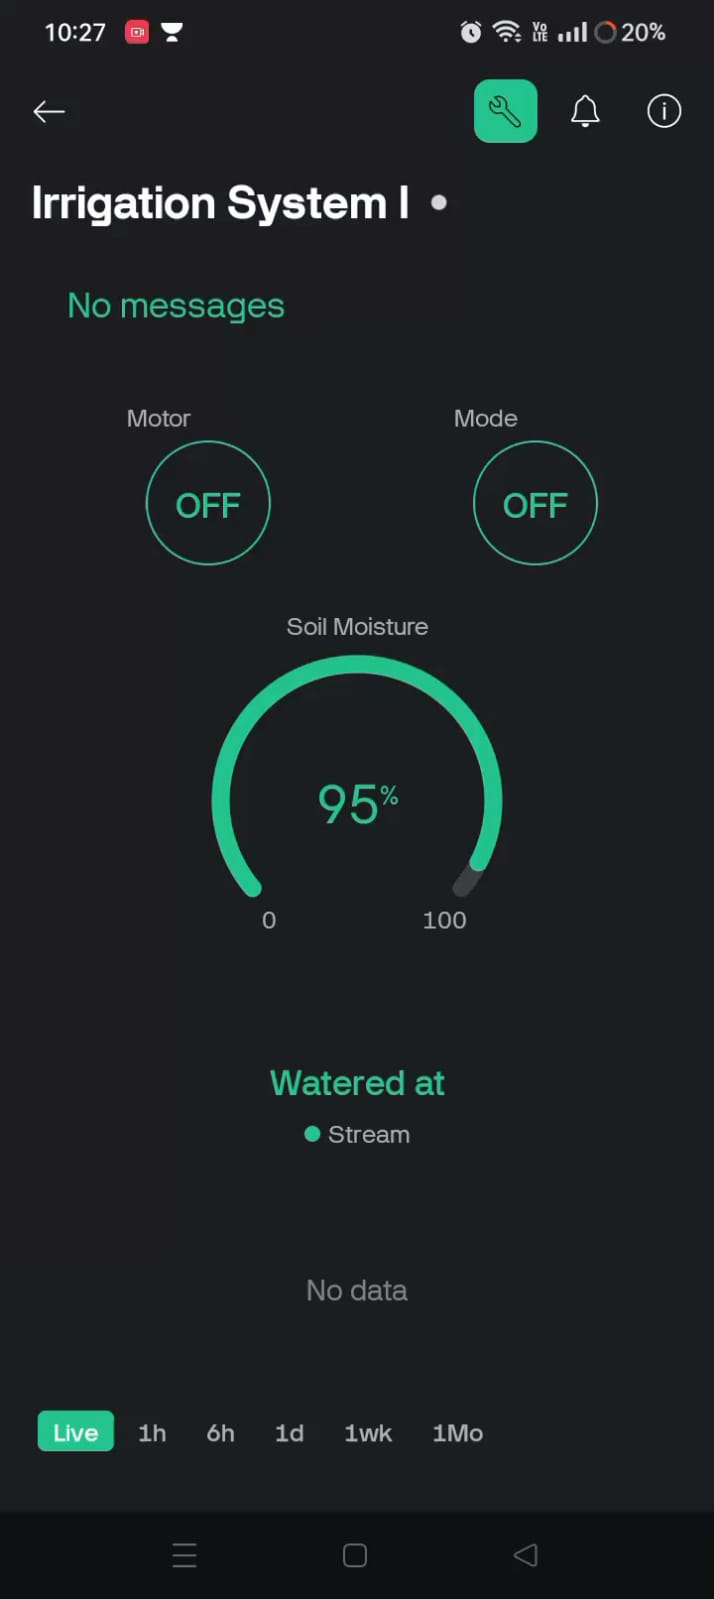 10:27 Vo LTE 20%
Irrigation System I
No messages
Motor Mode
OFF OFF
Soil Moisture
95%
0 100
Watered at
Stream
No data
Live 1h 6h 1d 1wk 1Mo